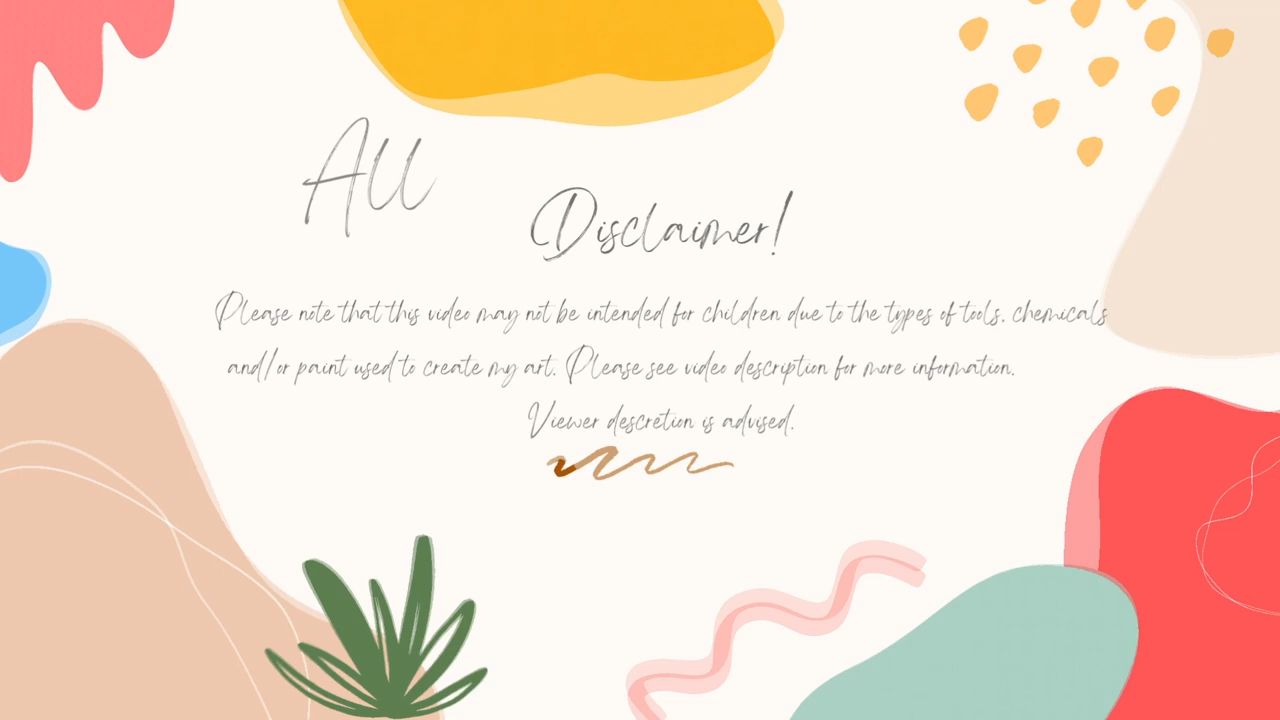 All
Disclaimer!
Please note that this video may not be intended for children due to the types of tools, chemicals
and/or paint used to create my art. Please see video description for more information.
Viewer descretion is advised.